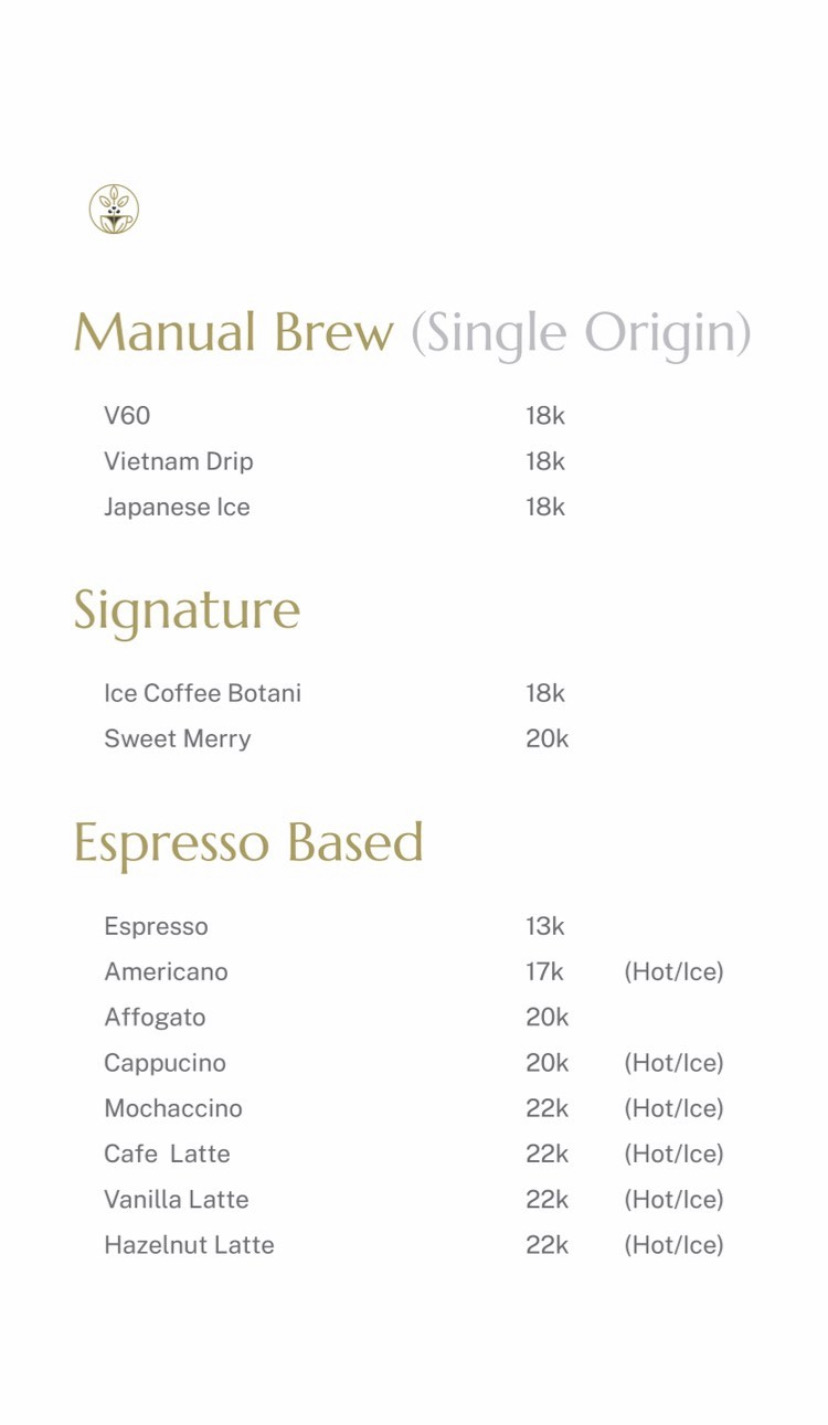 Manual Brew (Single Origin)
V60 18k
Vietnam Drip 18k
Japanese Ice 18k
Signature
Ice Coffee Botani 18k
Sweet Merry 20k
Espresso Based
Espresso 13k
Americano 17k (Hot/Ice)
Affogato 20k
Cappucino 20k (Hot/Ice)
Mochaccino 22k (Hot/Ice)
Cafe Latte 22k (Hot/Ice)
Vanilla Latte 22k (Hot/Ice)
Hazelnut Latte 22k (Hot/Ice)